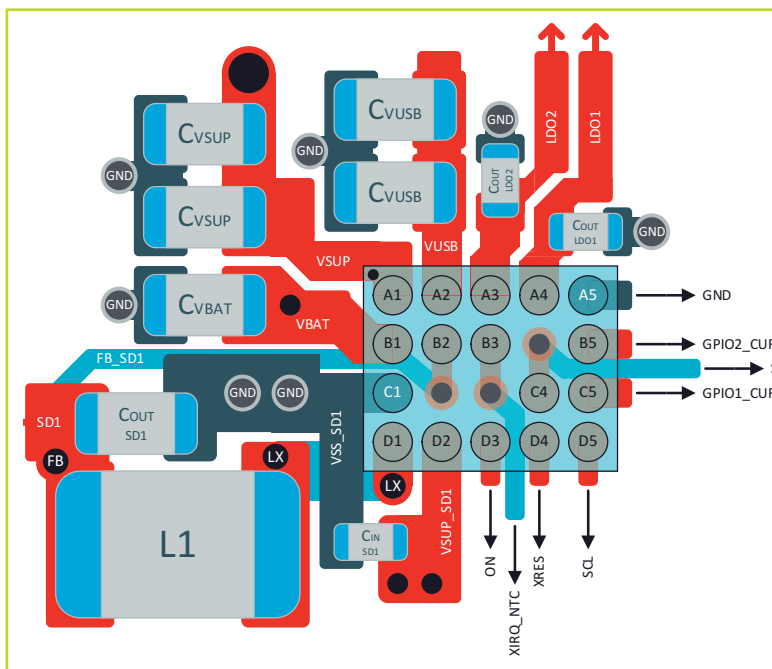 LDO2
LDO1
GND
CVSUP
CVUSB
GND
GND
GND
CVSUP
CVUSB
COUT
LDO2
COUT
LDO1
GND
VSUP
VUSB
A1
A2
A3
A4
A5
GND
GND
CVBAT
VBAT
B1
B2
B3
B5
GPIO2_CUR
FB_SD1
S
GND
GND
C1
C4
C5
GPIO1_CUR
SD1
COUT
SD1
VSS_SD1
D1
D2
D3
D4
D5
FB
LX
LX
L1
CIN
SD1
VSUP_SD1
ON
XIRQ_NTC
XRES
SCL